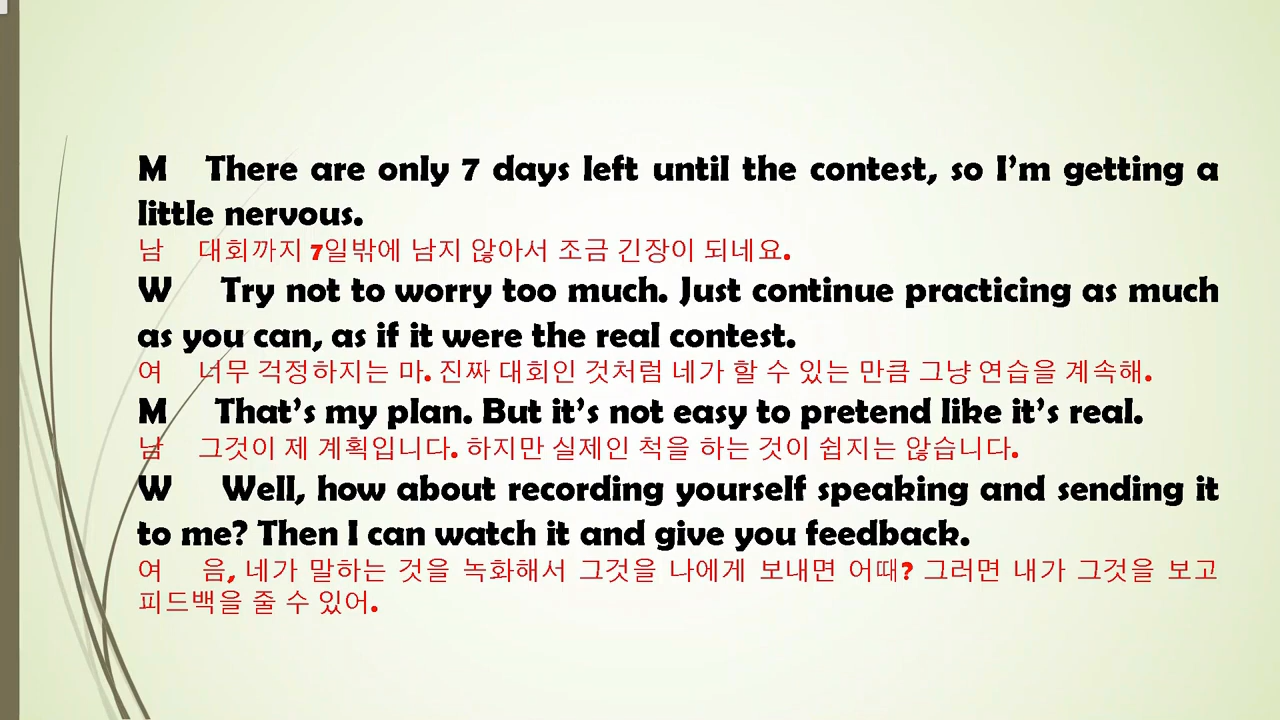 M There are only 7 days left until the contest, so I'm getting a
little nervous.
남 대회까지 7일밖에 남지 않아서 조금 긴장이 되네요.
W Try not to worry too much. Just continue practicing as much
as you can, as if it were the real contest.
여 너무 걱정하지는 마. 진짜 대회인 것처럼 네가 할 수 있는 만큼 그냥 연습을 계속해.
M That's my plan. But it's not easy to pretend like it's real.
남 그것이 제 계획입니다. 하지만 실제인 척을 하는 것이 쉽지는 않습니다.
W Well, how about recording yourself speaking and sending it
to me? Then I can watch it and give you feedback.
여 음, 네가 말하는 것을 녹화해서 그것을 나에게 보내면 어때? 그러면 내가 그것을 보고
피드백을 줄 수 있어.